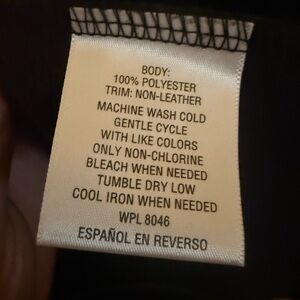 BODY:
100% POLYESTER
TRIM: NON-LEATHER
MACHINE WASH COLD
GENTLE CYCLE
WITH LIKE COLORS
ONLY NON-CHLORINE
BLEACH WHEN NEEDED
TUMBLE DRY LOW
COOL IRON WHEN NEEDED
WPL 8046
ESPAÑOL EN REVERSO